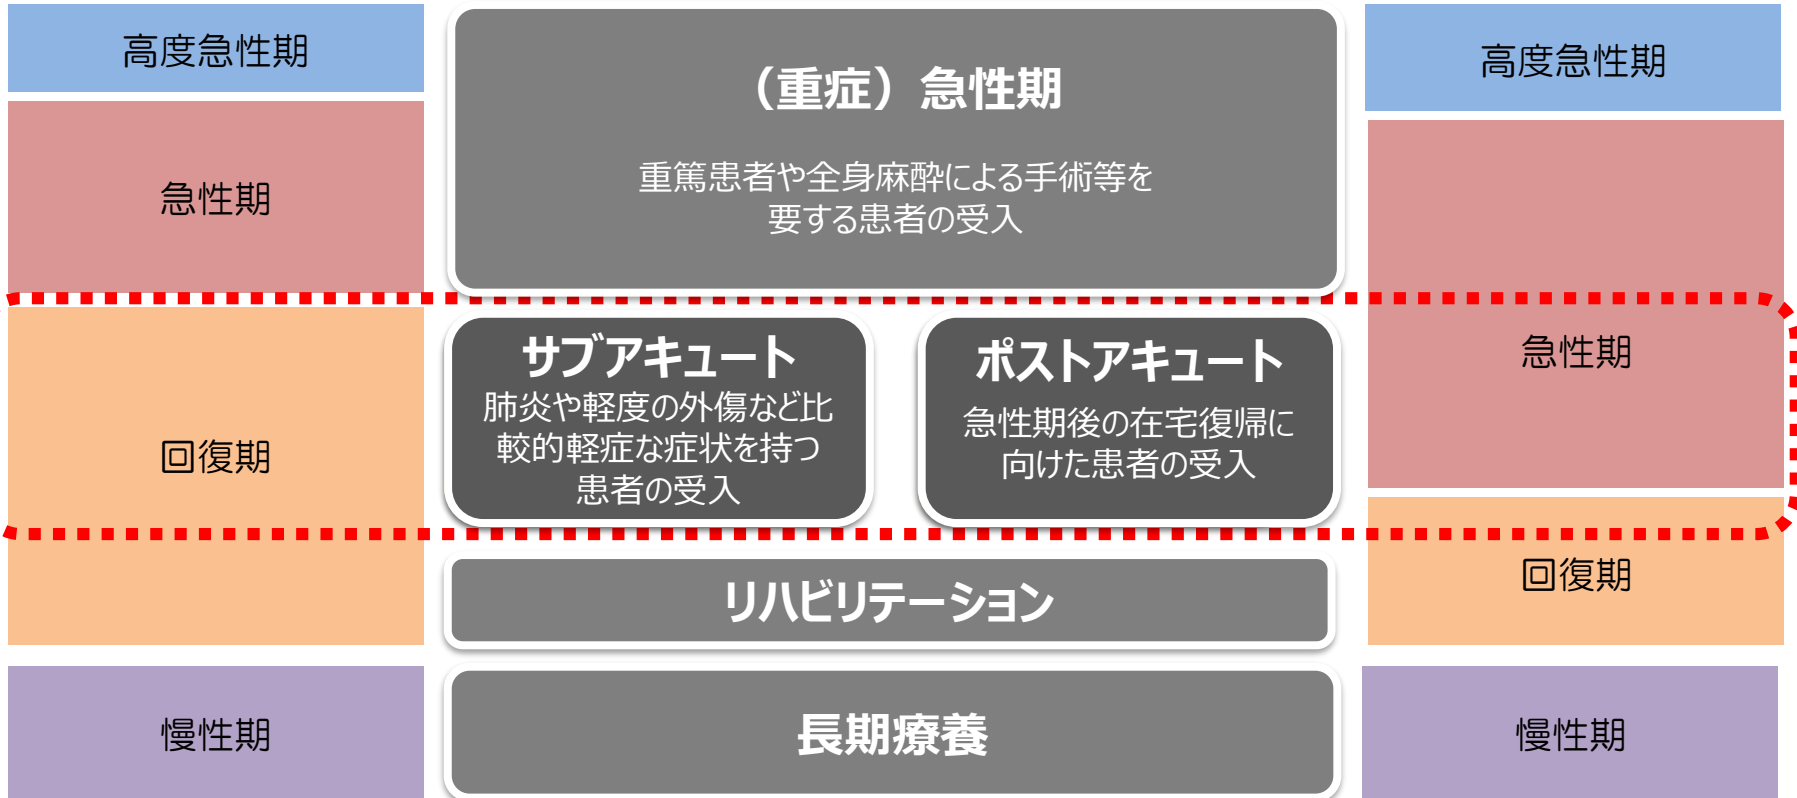 高度急性期
急性期
回復期
慢性期
（重症）急性期
重篤患者や全身麻酔による手術等を
要する患者の受入
サブアキュート
肺炎や軽度の外傷など比
較的軽症な症状を持つ
患者の受入
ポストアキュート
急性期後の在宅復帰に
向けた患者の受入
リハビリテーション
長期療養
高度急性期
急性期
回復期
慢性期